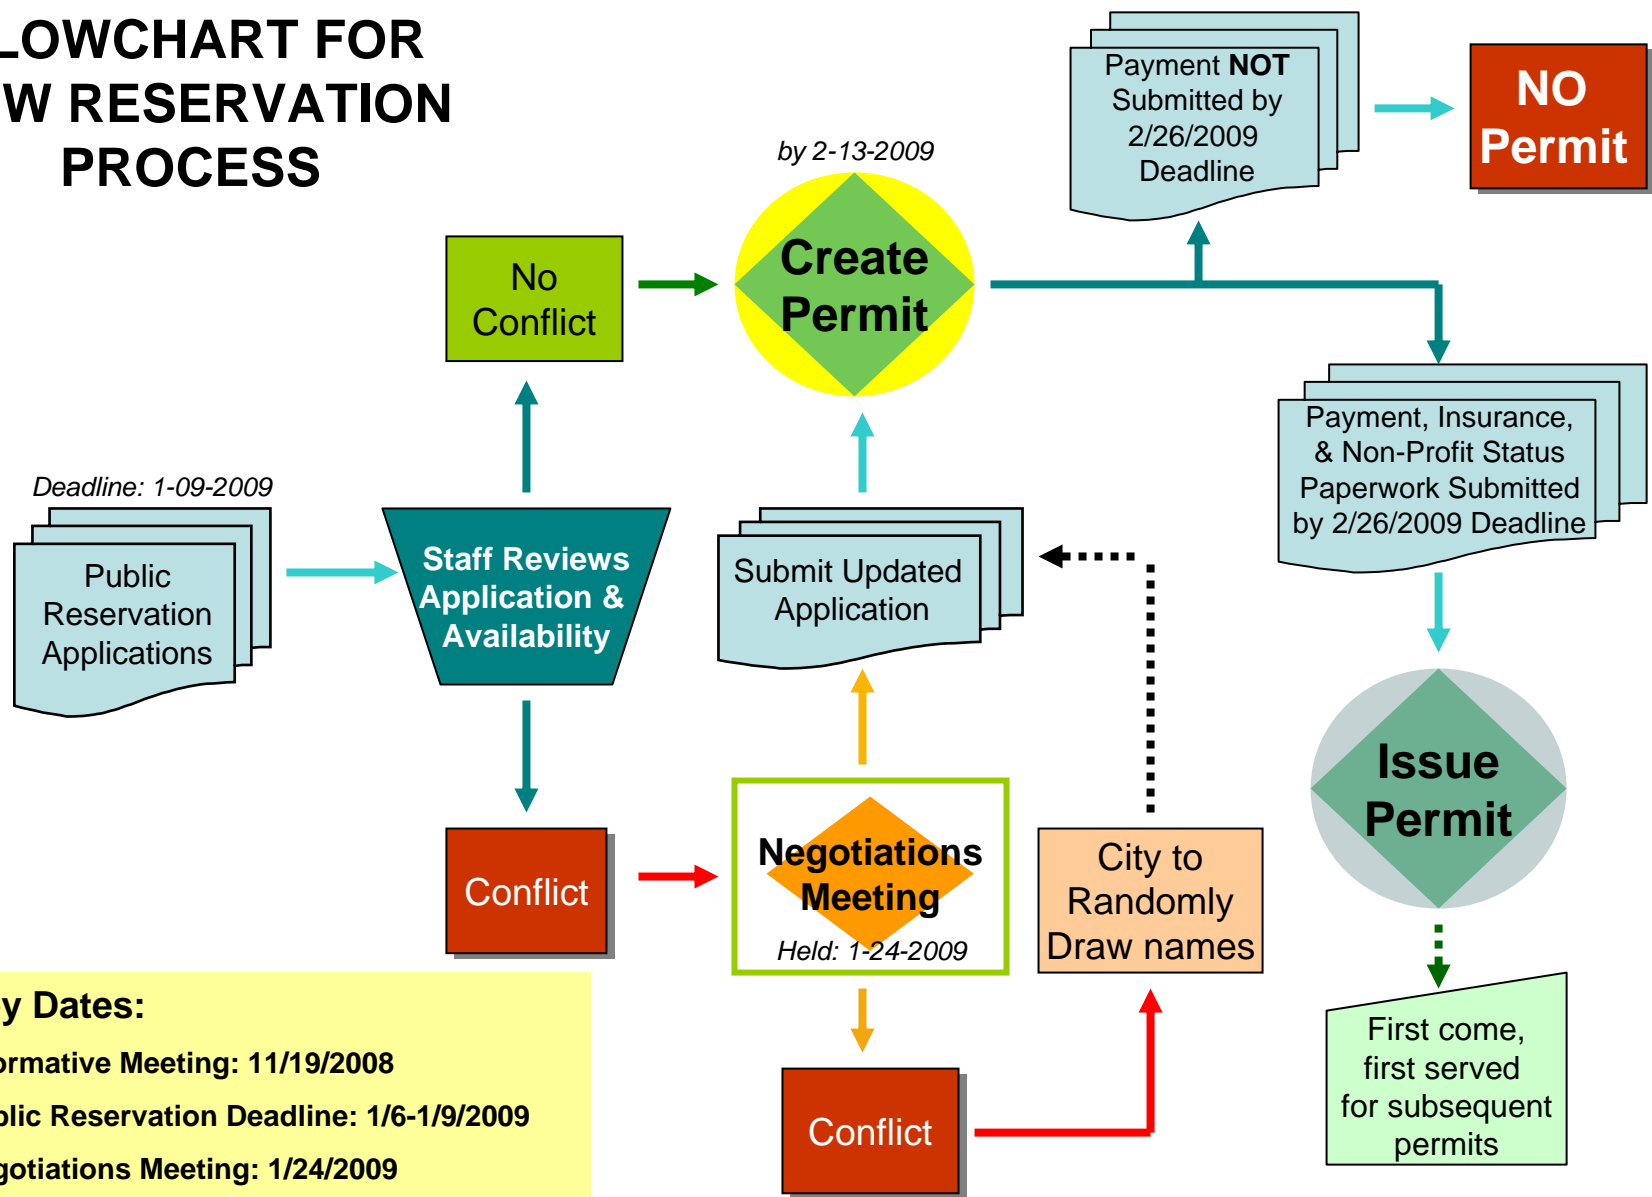 LOWCHART FOR
W RESERVATION
PROCESS
by 2-13-2009
Payment NOT
Submitted by
2/26/2009
Deadline
NO
Permit
No
Conflict
Create
Permit
Payment, Insurance,
& Non-Profit Status
Paperwork Submitted
by 2/26/2009 Deadline
Deadline: 1-09-2009
Public
Reservation
Applications
Staff Reviews
Application &
Availability
Submit Updated
Application
Issue
Permit
Conflict
Negotiations
Meeting
Held: 1-24-2009
City to
Randomly
Draw names
First come,
first served
for subsequent
permits
Conflict
y Dates:
ormative Meeting: 11/19/2008
blic Reservation Deadline: 1/6-1/9/2009
gotiations Meeting: 1/24/2009